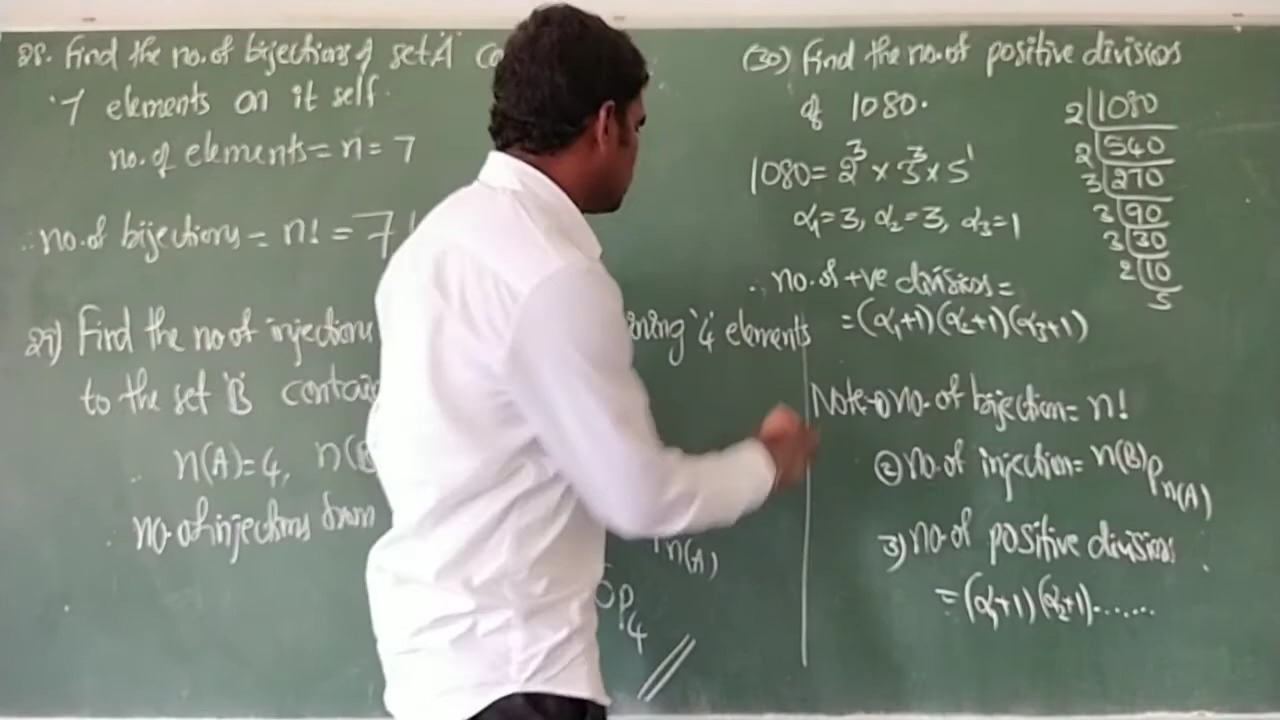 28. Find the no. of bijections of set A' co
'7 elements on it self.
no. of elements = n = 7
∴ no. of bijections = n! = 7!
29) Find the no of injections ining '4' elements
to the set 'B' contai
∴ n(A)=4, n(B
∴ no of injections from
P n(A)
P₄
(30) Find the no. of positive divisors
of 1080.
1080 = 2³ × 3³ × 5¹
α₁=3, α₂=3, α₃=1
∴ no. of +ve divisors =
=(α₁+1)(α₂+1)(α₃+1)
2 | 1080
2 | 540
3 | 270
3 | 90
3 | 30
2 | 10
5
Note → ① no. of bijection = n!
② no. of injection = n(B)P n(A)
3) no. of positive divisors
=(α₁+1)(α₂+1).......